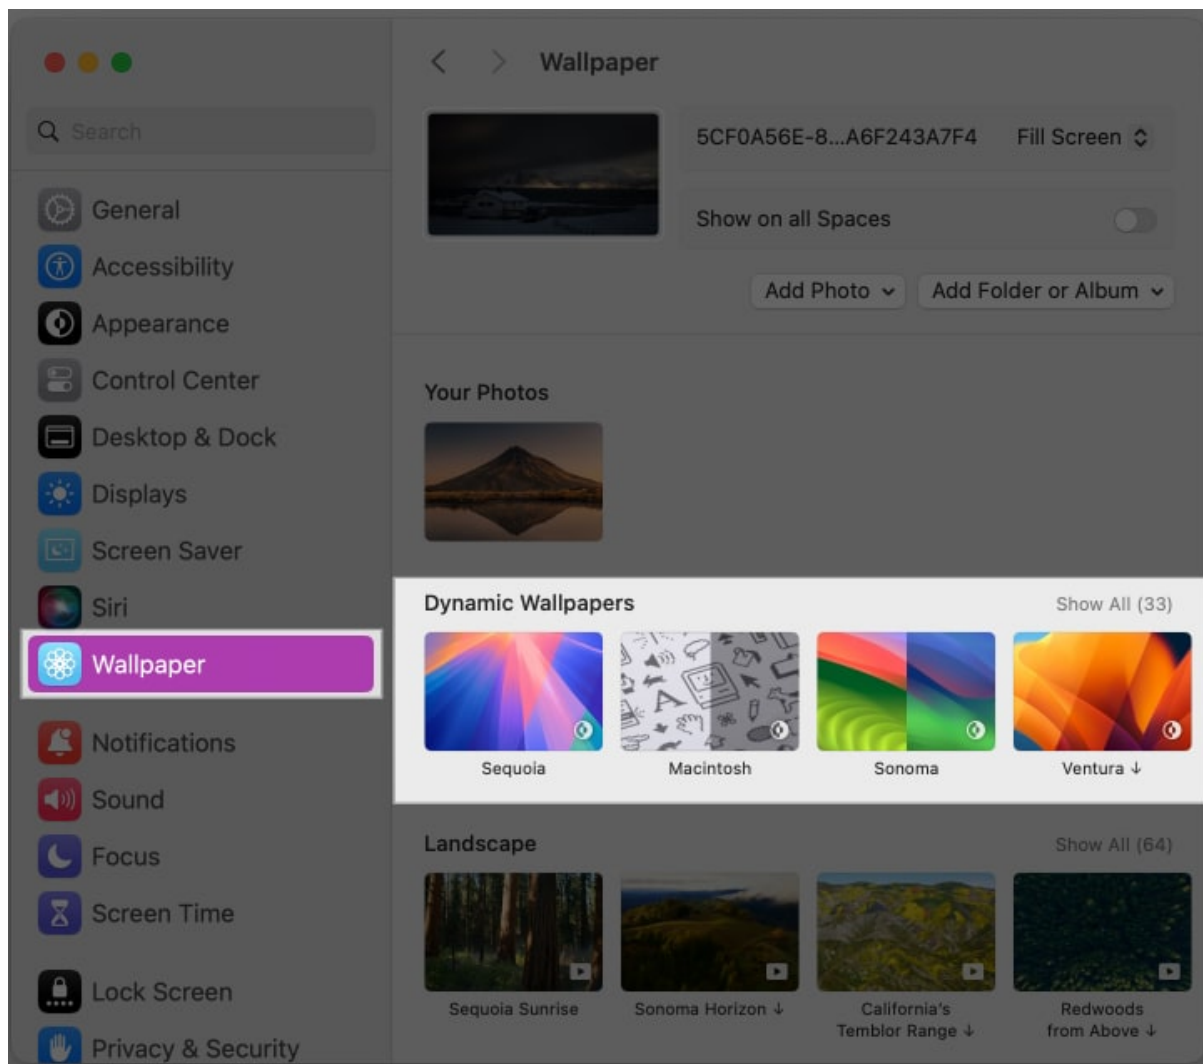 Search
General
Accessibility
Appearance
Control Center
Desktop & Dock
Displays
Screen Saver
Siri
Wallpaper
Notifications
Sound
Focus
Screen Time
Lock Screen
Privacy & Security
Wallpaper
5CF0A56E-8...A6F243A7F4 Fill Screen
Show on all Spaces
Add Photo Add Folder or Album
Your Photos
Dynamic Wallpapers Show All (33)
Sequoia Macintosh Sonoma Ventura ↓
Landscape Show All (64)
Sequoia Sunrise Sonoma Horizon ↓ California's Redwoods
Temblor Range ↓ from Above ↓